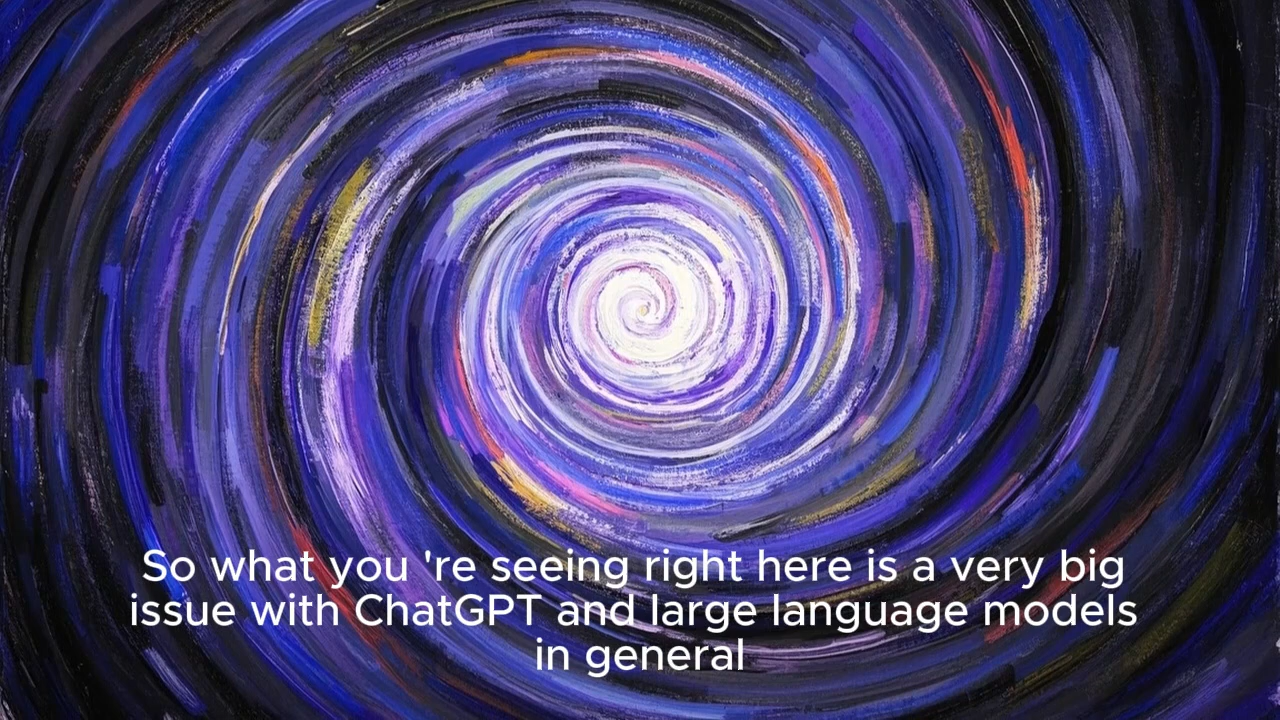 So what you 're seeing right here is a very big
issue with ChatGPT and large language models
in general